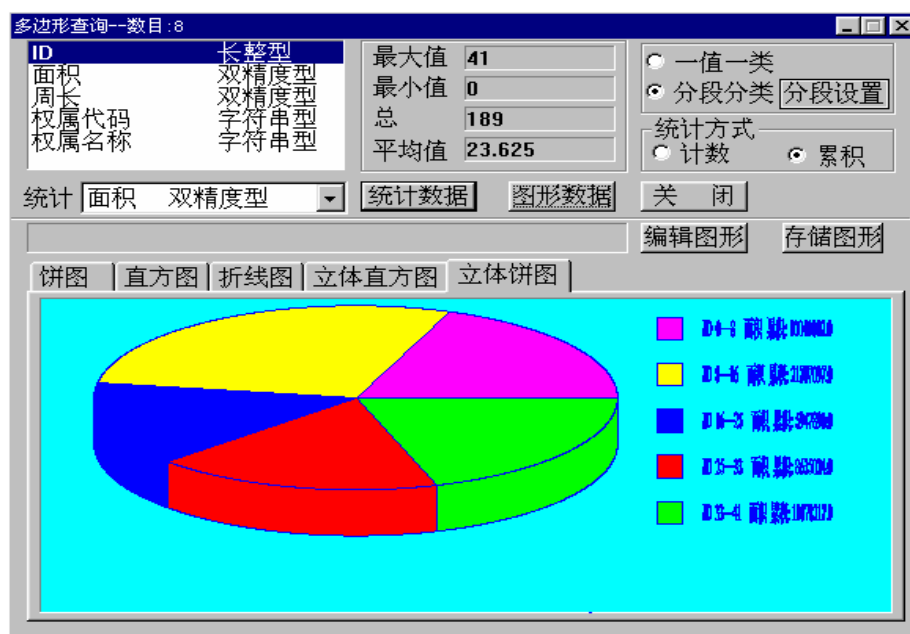 多边形查询--数目:8
ID 长整型
面积 双精度型
周长 双精度型
权属代码 字符串型
权属名称 字符串型
最大值 41
最小值 0
总 189
平均值 23.625
一值一类
分段分类 分段设置
统计方式
计数 累积
统计 面积 双精度型 统计数据 图形数据 关 闭
编辑图形 存储图形
饼图 直方图 折线图 立体直方图 立体饼图